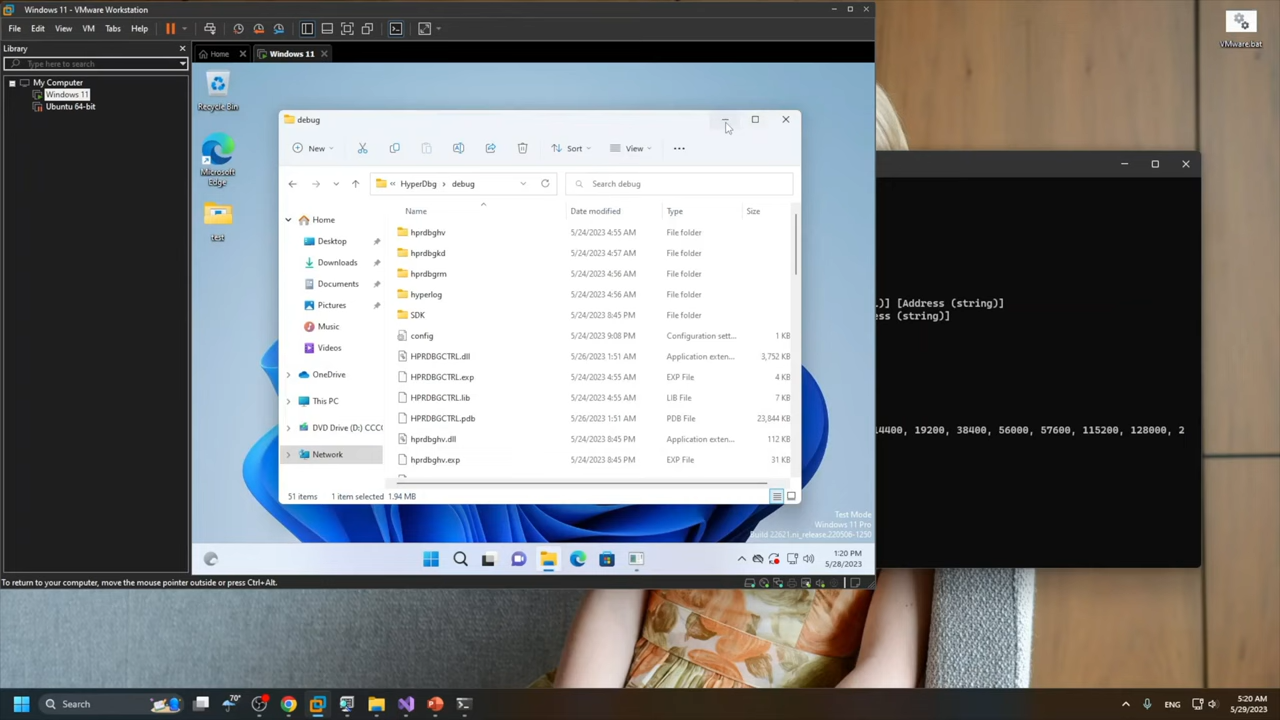 Windows 11 - VMware Workstation
File Edit View VM Tabs Help
Library
Type here to search
My Computer
Windows 11
Ubuntu 64-bit
Home
Windows 11
Recycle Bin
Microsoft
Edge
test
debug
New
Sort
View
HyperDbg > debug
Search debug
Home
Desktop
Downloads
Documents
Pictures
Music
Videos
OneDrive
This PC
DVD Drive (D:) CCCO
Network
Name Date modified Type Size
hprdbghv 5/24/2023 4:55 AM File folder
hprdbgkd 5/24/2023 4:57 AM File folder
hprdbgrm 5/24/2023 4:56 AM File folder
hyperlog 5/24/2023 4:56 AM File folder
SDK 5/24/2023 8:45 PM File folder
config 5/24/2023 9:08 PM Configuration sett... 1 KB
HPRDBGCTRL.dll 5/26/2023 1:51 AM Application exten... 3,752 KB
HPRDBGCTRL.exp 5/24/2023 4:55 AM EXP File 4 KB
HPRDBGCTRL.lib 5/24/2023 4:55 AM LIB File 7 KB
HPRDBGCTRL.pdb 5/26/2023 1:51 AM PDB File 23,844 KB
hprdbghv.dll 5/24/2023 8:45 PM Application exten... 112 KB
hprdbghv.exp 5/24/2023 8:45 PM EXP File 31 KB
51 items 1 item selected 1.94 MB
Test Mode
Windows 11 Pro
Build 22621.ni_release.220506-1250
1:20 PM
5/28/2023
To return to your computer, move the mouse pointer outside or press Ctrl+Alt.
.)] [Address (string)]
ss (string)]
14400, 19200, 38400, 56000, 57600, 115200, 128000, 2
VMware.bat
Search
70°
ENG
5:20 AM
5/29/2023